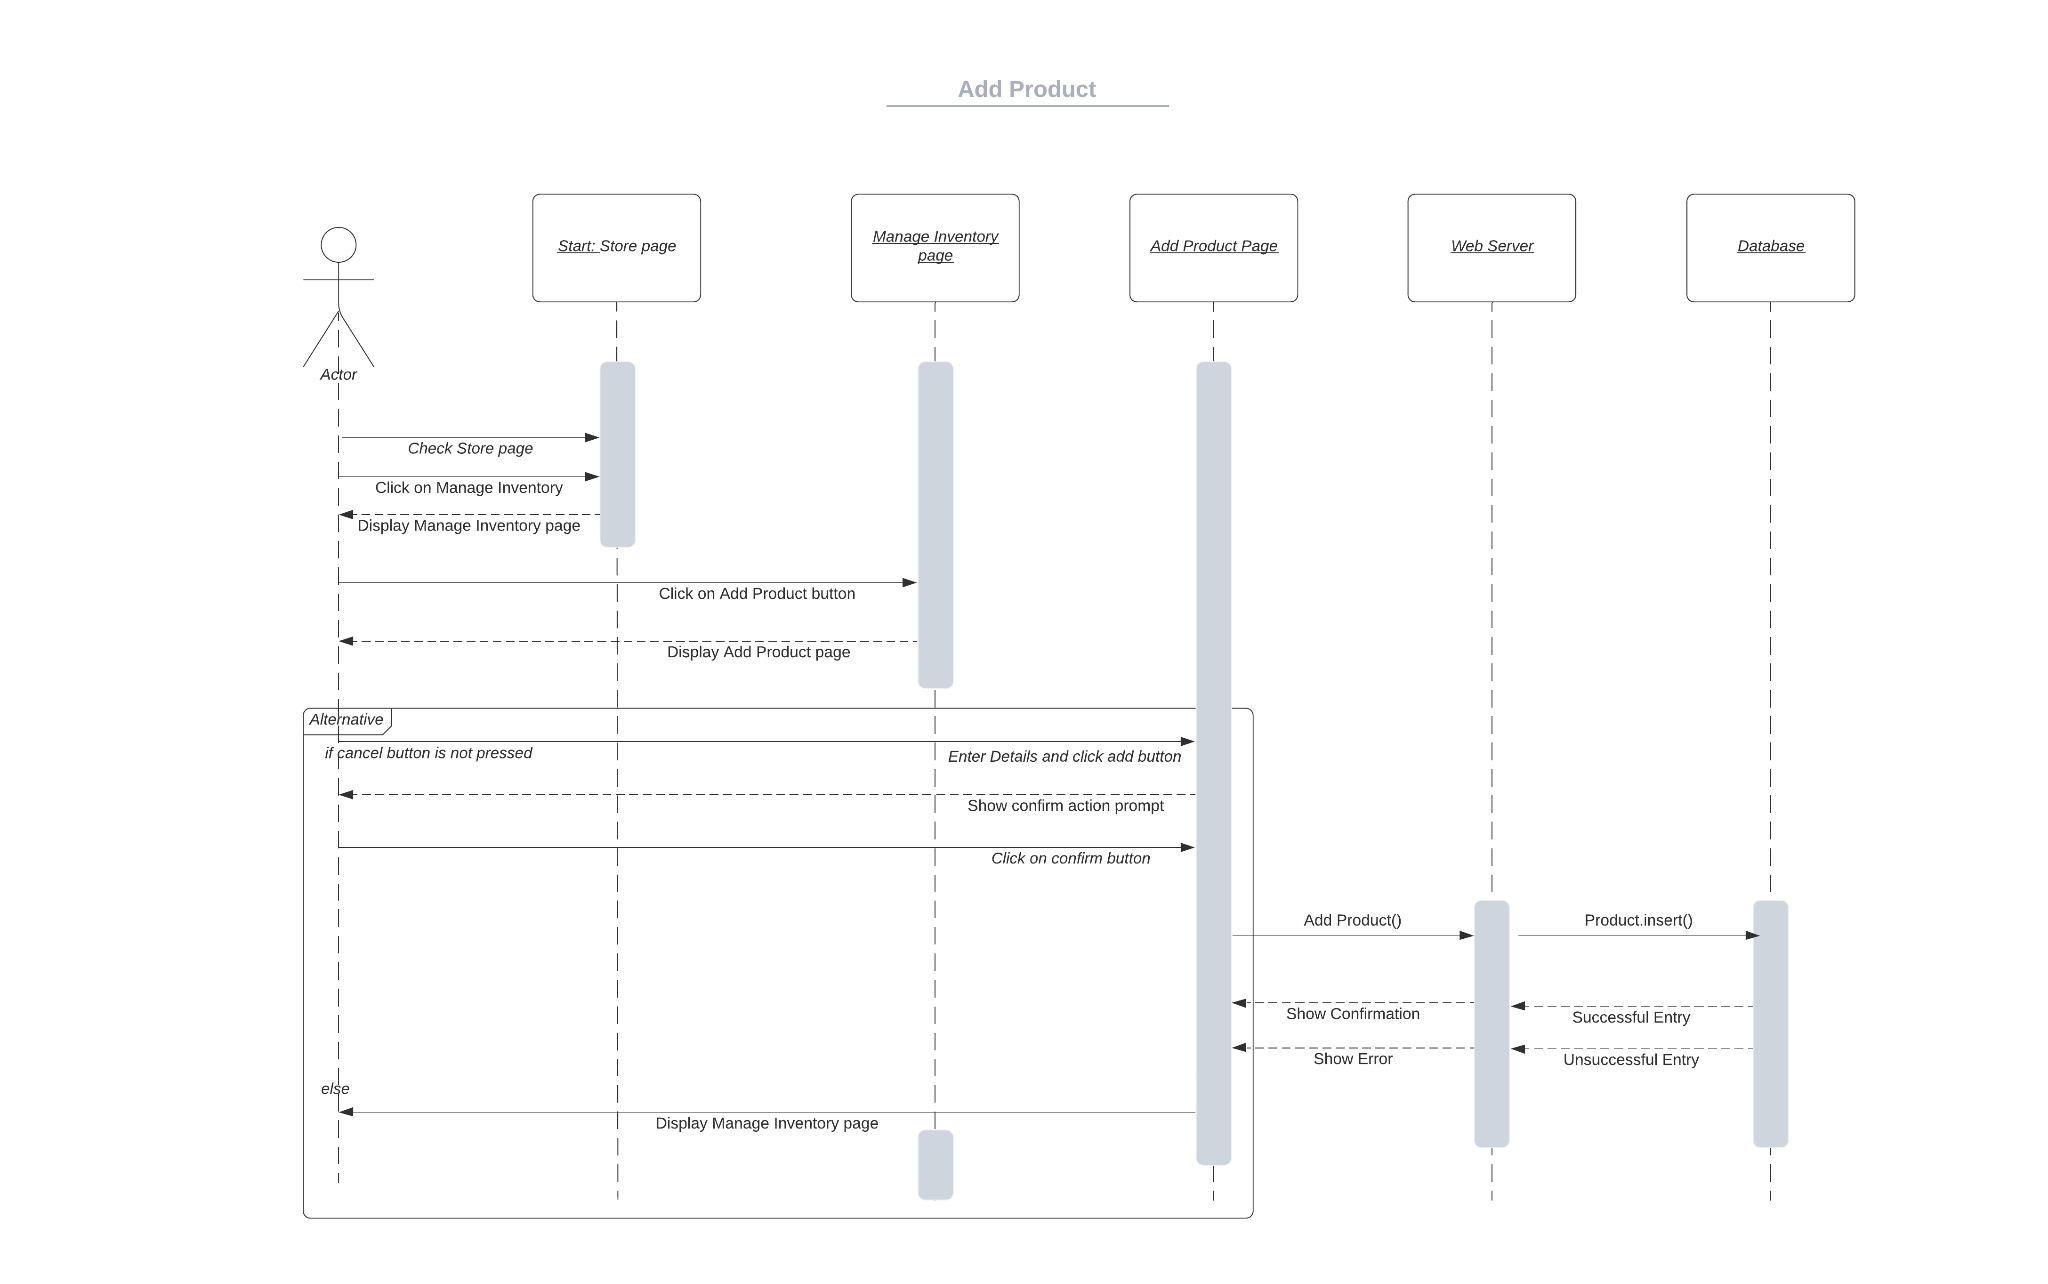 Add Product
Start: Store page
Manage Inventory
page
Add Product Page
Web Server
Database
Actor
Check Store page
Click on Manage Inventory
Display Manage Inventory page
Click on Add Product button
Display Add Product page
Alternative
if cancel button is not pressed
Enter Details and click add button
Show confirm action prompt
Click on confirm button
Add Product()
Product.insert()
Show Confirmation
Successful Entry
Show Error
Unsuccessful Entry
else
Display Manage Inventory page